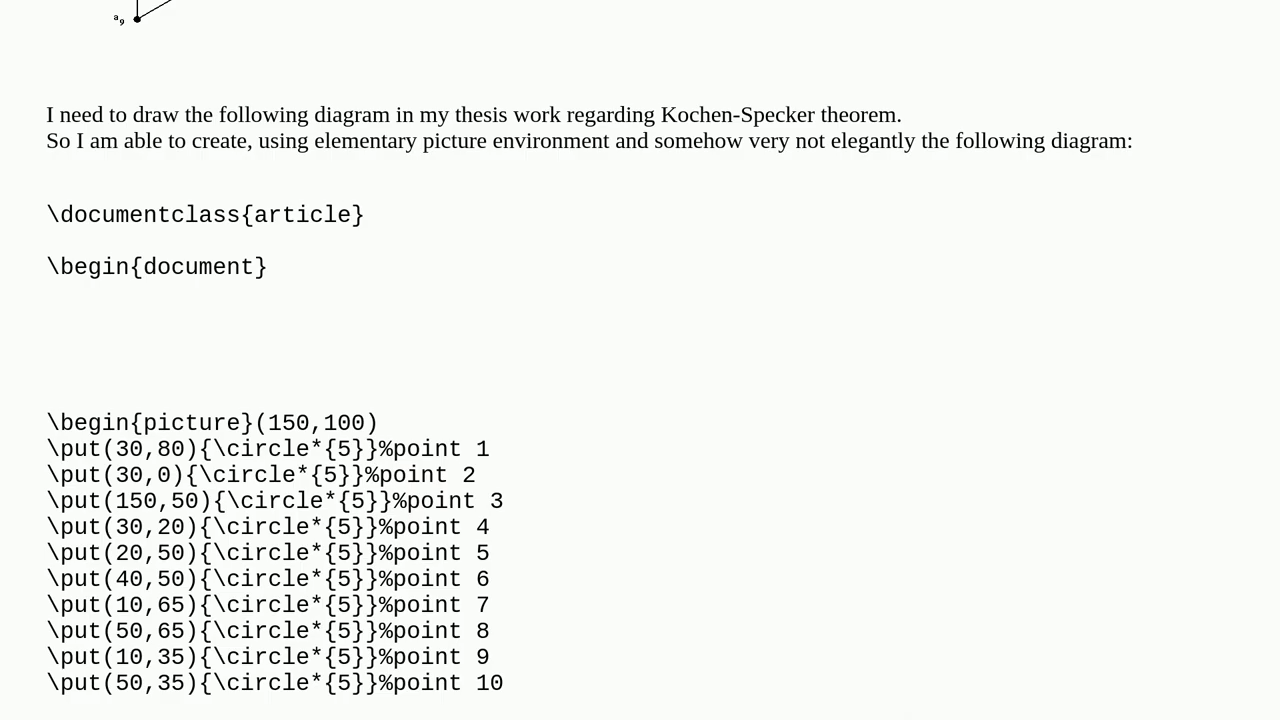 a9
I need to draw the following diagram in my thesis work regarding Kochen-Specker theorem.
So I am able to create, using elementary picture environment and somehow very not elegantly the following diagram:
\documentclass{article}
\begin{document}
\begin{picture}(150,100)
\put(30,80){\circle*{5}}%point 1
\put(30,0){\circle*{5}}%point 2
\put(150,50){\circle*{5}}%point 3
\put(30,20){\circle*{5}}%point 4
\put(20,50){\circle*{5}}%point 5
\put(40,50){\circle*{5}}%point 6
\put(10,65){\circle*{5}}%point 7
\put(50,65){\circle*{5}}%point 8
\put(10,35){\circle*{5}}%point 9
\put(50,35){\circle*{5}}%point 10